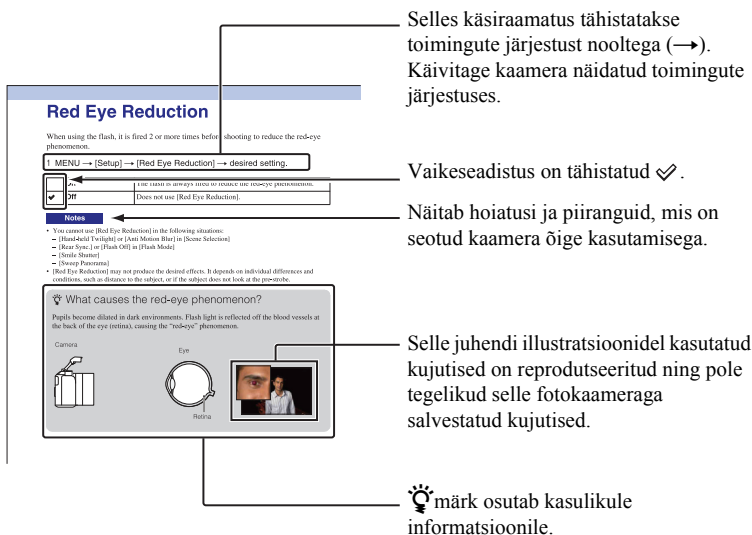 Selles käsiraamatus tähistatakse
toimingute järjestust nooltega (→).
Käivitage kaamera näidatud toimingute
järjestuses.
Red Eye Reduction
When using the flash, it is fired 2 or more times before shooting to reduce the red-eye
phenomenon.
1 MENU → [Setup] → [Red Eye Reduction] → desired setting.
Vaikeseadistus on tähistatud ✓.
On The flash is always fired to reduce the red-eye phenomenon.
✔ Off Does not use [Red Eye Reduction].
Näitab hoiatusi ja piiranguid, mis on
seotud kaamera õige kasutamisega.
Notes
• You cannot use [Red Eye Reduction] in the following situations:
– [Hand-held Twilight] or [Anti Motion Blur] in [Scene Selection]
– [Rear Sync.] or [Flash Off] in [Flash Mode]
– [Smile Shutter]
– [Sweep Panorama]
• [Red Eye Reduction] may not produce the desired effects. It depends on individual differences and
conditions, such as distance to the subject, or if the subject does not look at the pre-strobe.
What causes the red-eye phenomenon?
Pupils become dilated in dark environments. Flash light is reflected off the blood vessels at
the back of the eye (retina), causing the "red-eye" phenomenon.
Camera
Eye
Retina
Selle juhendi illustratsioonidel kasutatud
kujutised on reprodutseeritud ning pole
tegelikud selle fotokaameraga
salvestatud kujutised.
märk osutab kasulikule
informatsioonile.